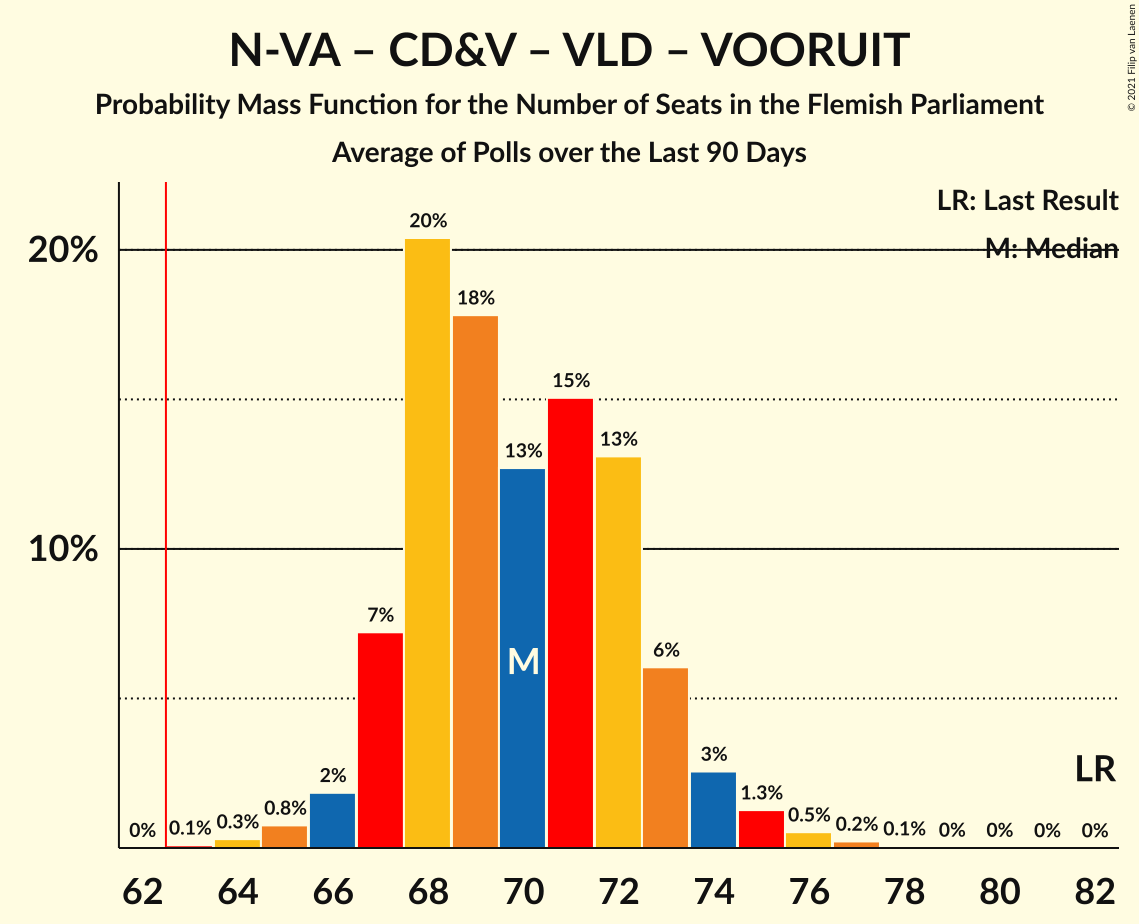 N-VA – CD&V – VLD – VOORUIT
Probability Mass Function for the Number of Seats in the Flemish Parliament
Average of Polls over the Last 90 Days
© 2021 Filip van Laenen
LR: Last Result
M: Median
20%
10%
0%
0.1%
0.3%
0.8%
2%
7%
20%
18%
13%
15%
13%
6%
3%
1.3%
0.5%
0.2%
0.1%
0%
0%
0%
0%
M
LR
62 64 66 68 70 72 74 76 78 80 82